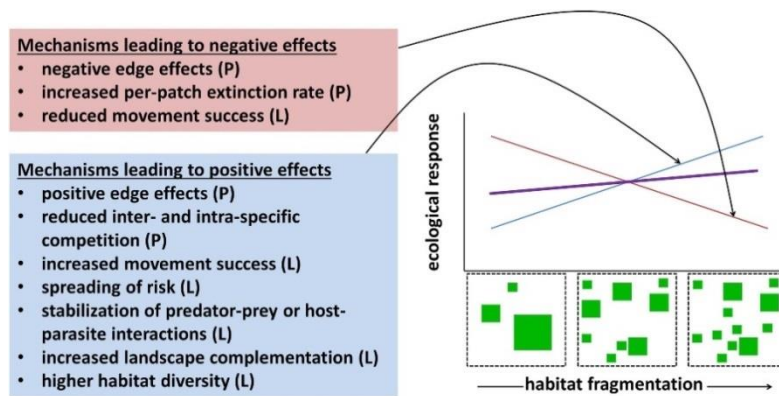 Mechanisms leading to negative effects
• negative edge effects (P)
• increased per-patch extinction rate (P)
• reduced movement success (L)
Mechanisms leading to positive effects
• positive edge effects (P)
• reduced inter- and intra-specific
competition (P)
• increased movement success (L)
• spreading of risk (L)
• stabilization of predator-prey or host-
parasite interactions (L)
• increased landscape complementation (L)
• higher habitat diversity (L)
ecological response
habitat fragmentation